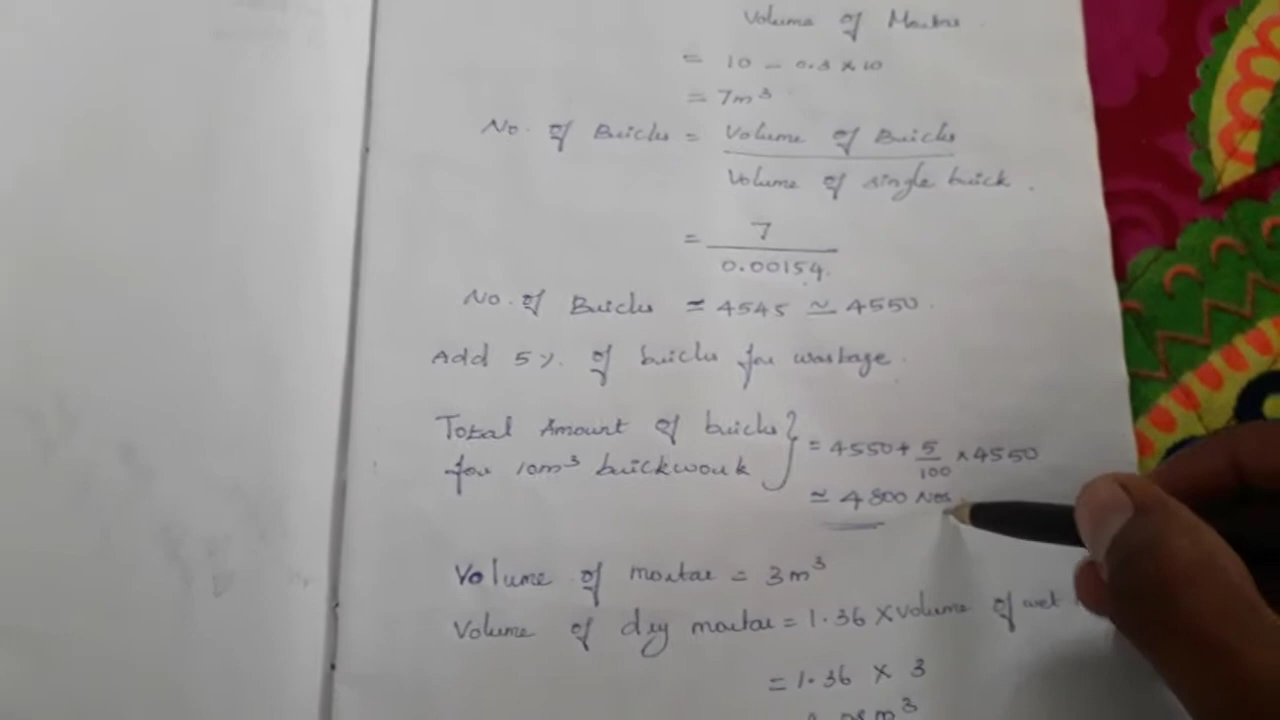 Volume of Mortar
= 10 - 0.3 × 10
= 7m³
No. of Bricks = Volume of Bricks
Volume of single brick.
= 7
0.00154.
No. of Bricks = 4545 ≃ 4550.
Add 5% of bricks for wastage.
Total Amount of bricks } = 4550 + 5/100 × 4550
for 10m³ brickwork
≃ 4800 Nos
Volume of mortar = 3m³
Volume of dry mortar = 1.36 × Volume of wet
= 1.36 × 3